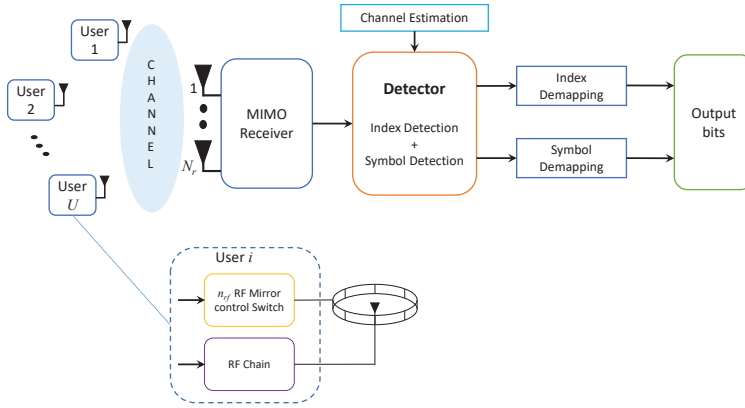 User
1
User
2
User
U
C
H
A
N
N
E
L
1
N_r
MIMO
Receiver
Channel Estimation
Detector
Index Detection
+
Symbol Detection
Index
Demapping
Symbol
Demapping
Output
bits
User i
n_rf RF Mirror
control Switch
RF Chain